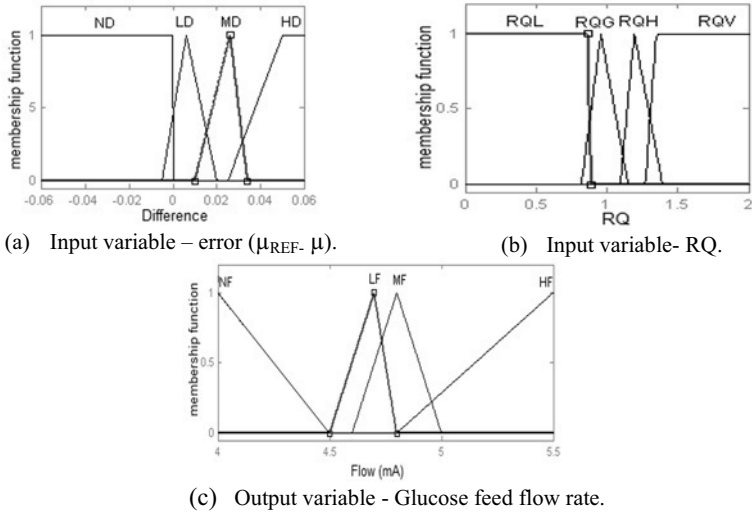 ND LD MD HD
membership function
1
5
0
-0.06 -0.04 -0.02 0 0.02 0.04 0.06
Difference
(a) Input variable – error (μREF- μ).
RQL RQG RQH RQV
membership function
1
0.5
0
0 0.5 1 1.5 2
RQ
(b) Input variable- RQ.
NF LF MF HF
membership function
1
0.5
0
4 4.5 5 5.5
Flow (mA)
(c) Output variable - Glucose feed flow rate.